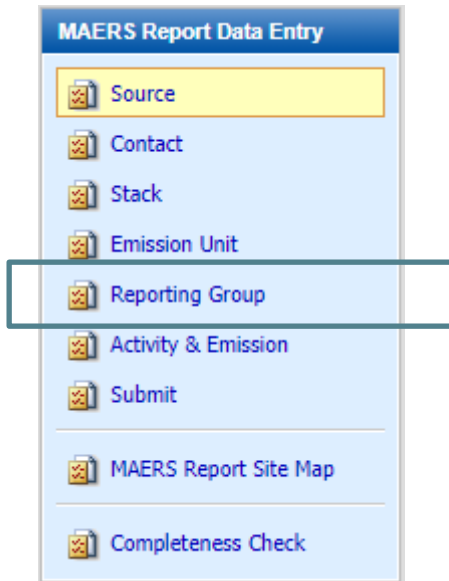 MAERS Report Data Entry
Source
Contact
Stack
Emission Unit
Reporting Group
Activity & Emission
Submit
MAERS Report Site Map
Completeness Check